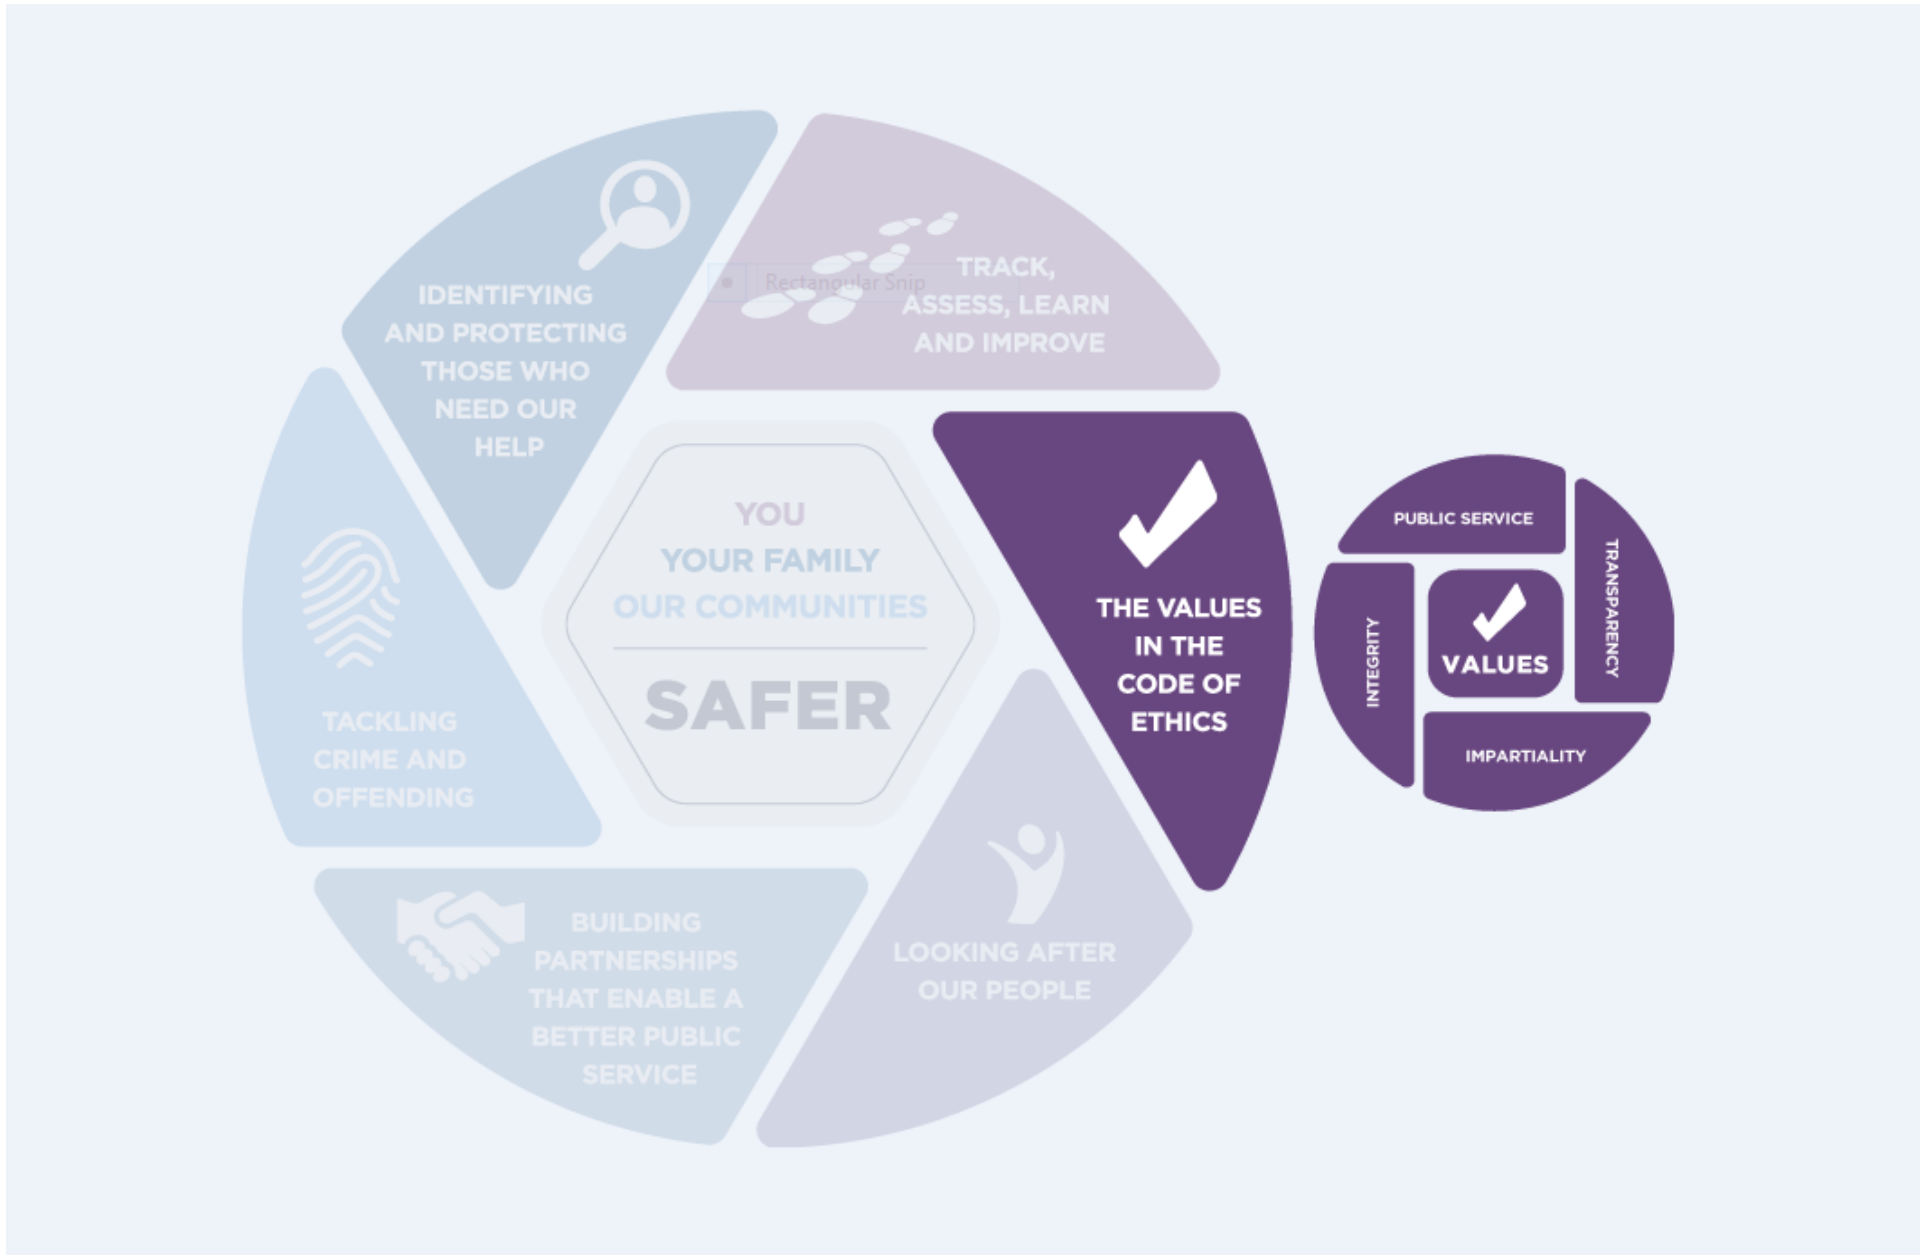 IDENTIFYING
AND PROTECTING
THOSE WHO
NEED OUR
HELP
TRACK,
ASSESS, LEARN
AND IMPROVE
Rectangular Snip
THE VALUES
IN THE
CODE OF
ETHICS
LOOKING AFTER
OUR PEOPLE
BUILDING
PARTNERSHIPS
THAT ENABLE A
BETTER PUBLIC
SERVICE
TACKLING
CRIME AND
OFFENDING
YOU
YOUR FAMILY
OUR COMMUNITIES
SAFER
PUBLIC SERVICE
TRANSPARENCY
IMPARTIALITY
INTEGRITY
VALUES